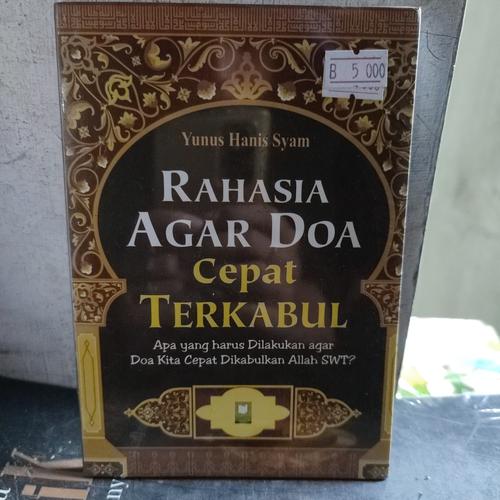 B 5 000
Yunus Hanis Syam
RAHASIA
AGAR DOA
Cepat
TERKABUL
Apa yang harus Dilakukan agar
Doa Kita Cepat Dikabulkan Allah SWT?